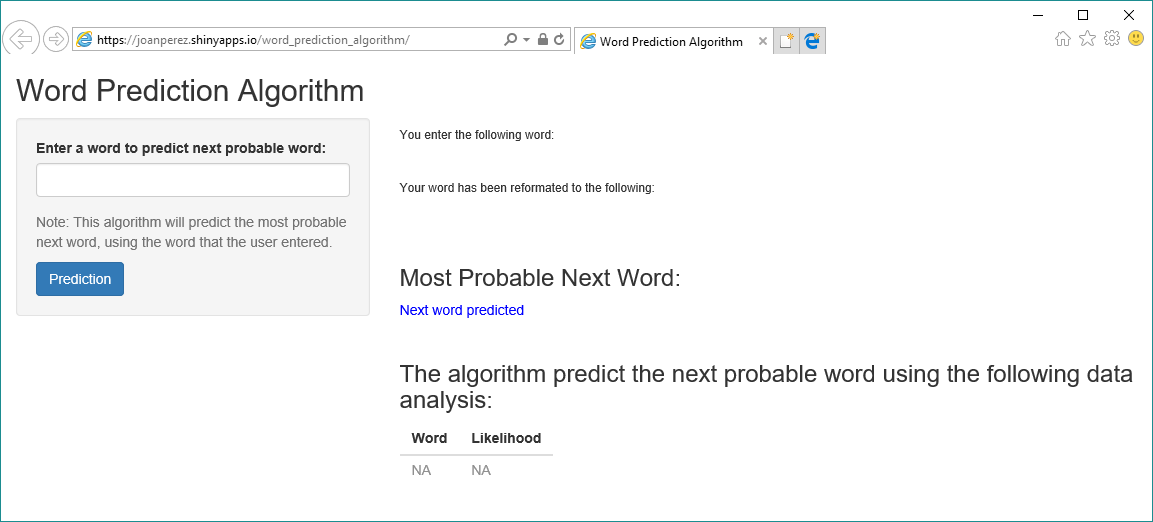 https://joanperez.shinyapps.io/word_prediction_algorithm/
Word Prediction Algorithm
Word Prediction Algorithm
Enter a word to predict next probable word:
Note: This algorithm will predict the most probable
next word, using the word that the user entered.
Prediction
You enter the following word:
Your word has been reformated to the following:
Most Probable Next Word:
Next word predicted
The algorithm predict the next probable word using the following data
analysis:
Word Likelihood
NA NA